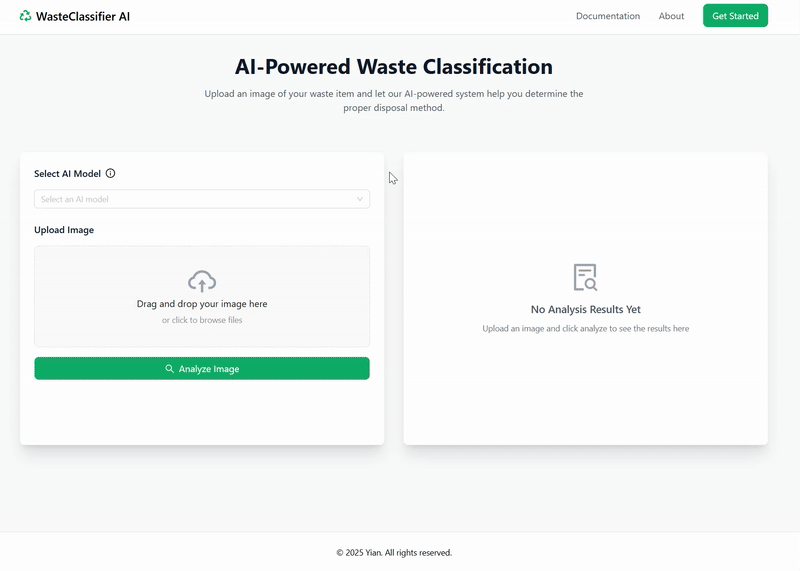 WasteClassifier AI
Documentation
About
Get Started
AI-Powered Waste Classification
Upload an image of your waste item and let our AI-powered system help you determine the
proper disposal method.
Select AI Model
Select an AI model
Upload Image
Drag and drop your image here
or click to browse files
Analyze Image
No Analysis Results Yet
Upload an image and click analyze to see the results here
© 2025 Yian. All rights reserved.